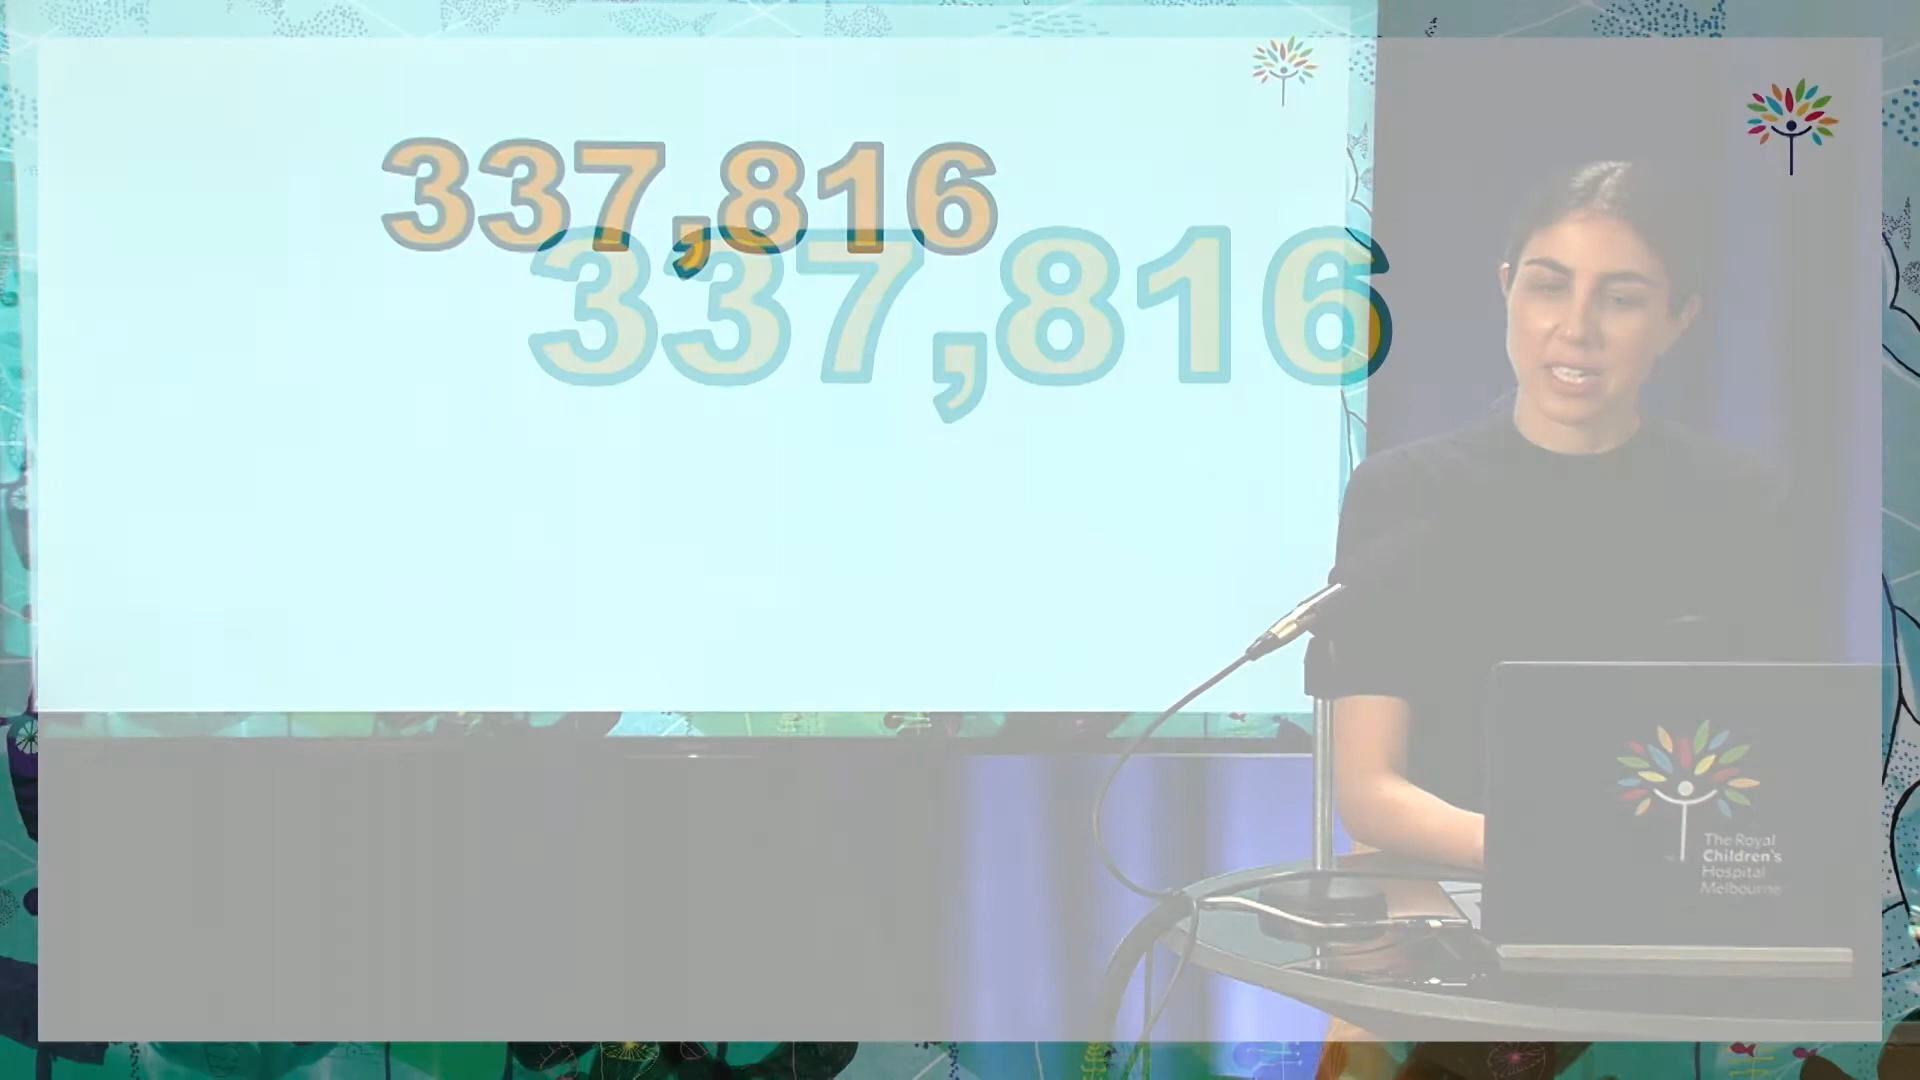 337,816
337,816
The Royal
Children's
Hospital
Melbourne